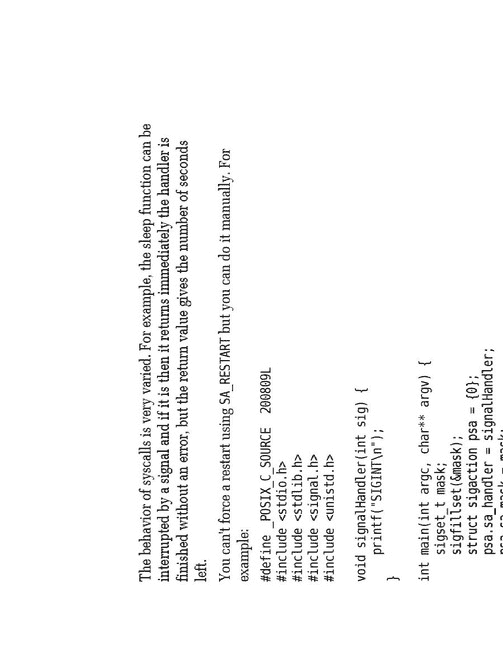 The behavior of syscalls is very varied. For example, the sleep function can be
interrupted by a signal and if it is then it returns immediately the handler is
finished without an error, but the return value gives the number of seconds
left.
You can't force a restart using SA_RESTART but you can do it manually. For
example:
#define _POSIX_C_SOURCE  200809L
#include <stdio.h>
#include <stdlib.h>
#include <signal.h>
#include <unistd.h>
void signalHandler(int sig) {
    printf("SIGINT\n");
}
int main(int argc, char** argv) {
    sigset_t mask;
    sigfillset(&mask);
    struct sigaction psa = {0};
    psa.sa_handler = signalHandler;
    psa.sa_mask = mask;